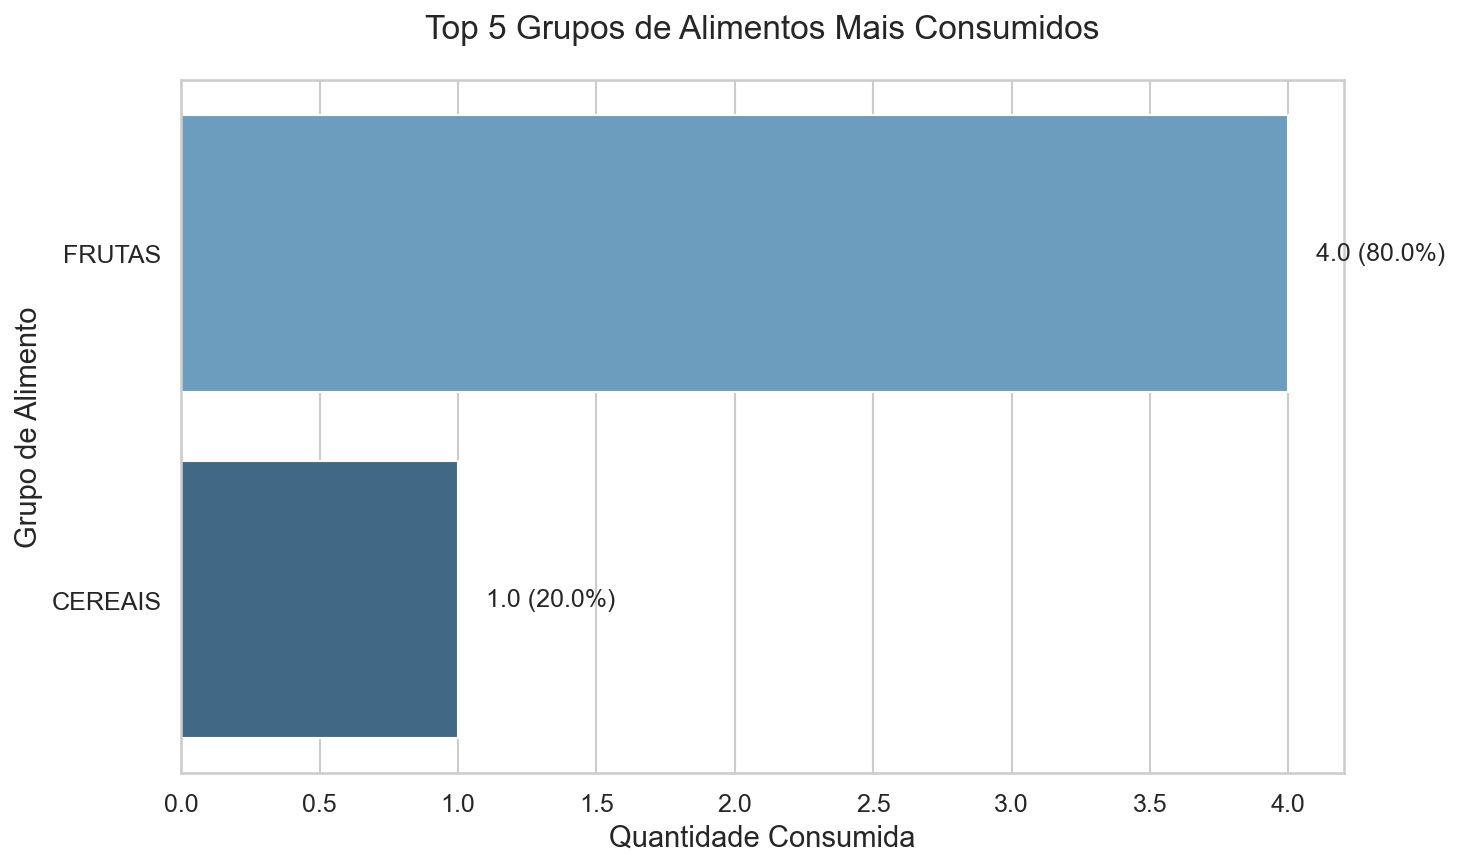 Top 5 Grupos de Alimentos Mais Consumidos
Grupo de Alimento
FRUTAS
4.0 (80.0%)
CEREAIS
1.0 (20.0%)
0.0 0.5 1.0 1.5 2.0 2.5 3.0 3.5 4.0
Quantidade Consumida